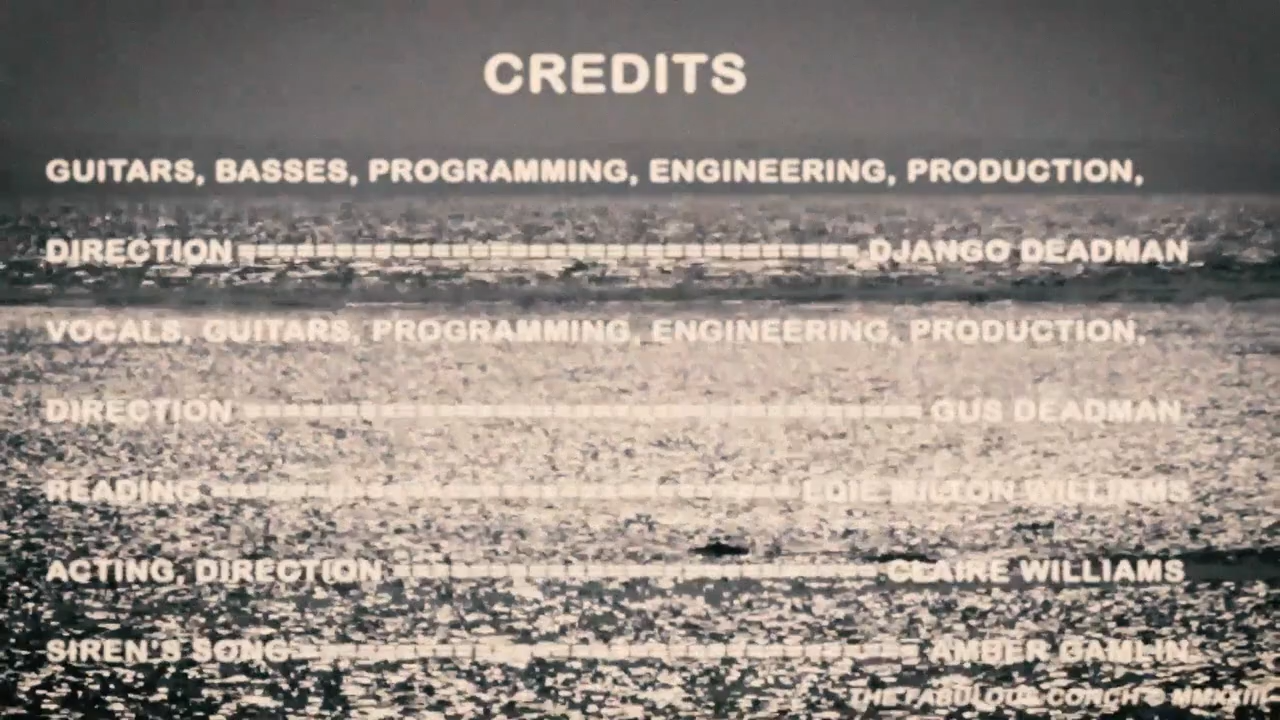 CREDITS
GUITARS, BASSES, PROGRAMMING, ENGINEERING, PRODUCTION,
DIRECTION DJANGO DEADMAN
VOCALS, GUITARS, PROGRAMMING, ENGINEERING, PRODUCTION,
DIRECTION GUS DEADMAN
READING MILTON WILLIAMS
ACTING, DIRECTION CLAIRE WILLIAMS
SIREN'S SONG AMBER GAMLIN
THE FABULOUS CONCH © MMXXIII